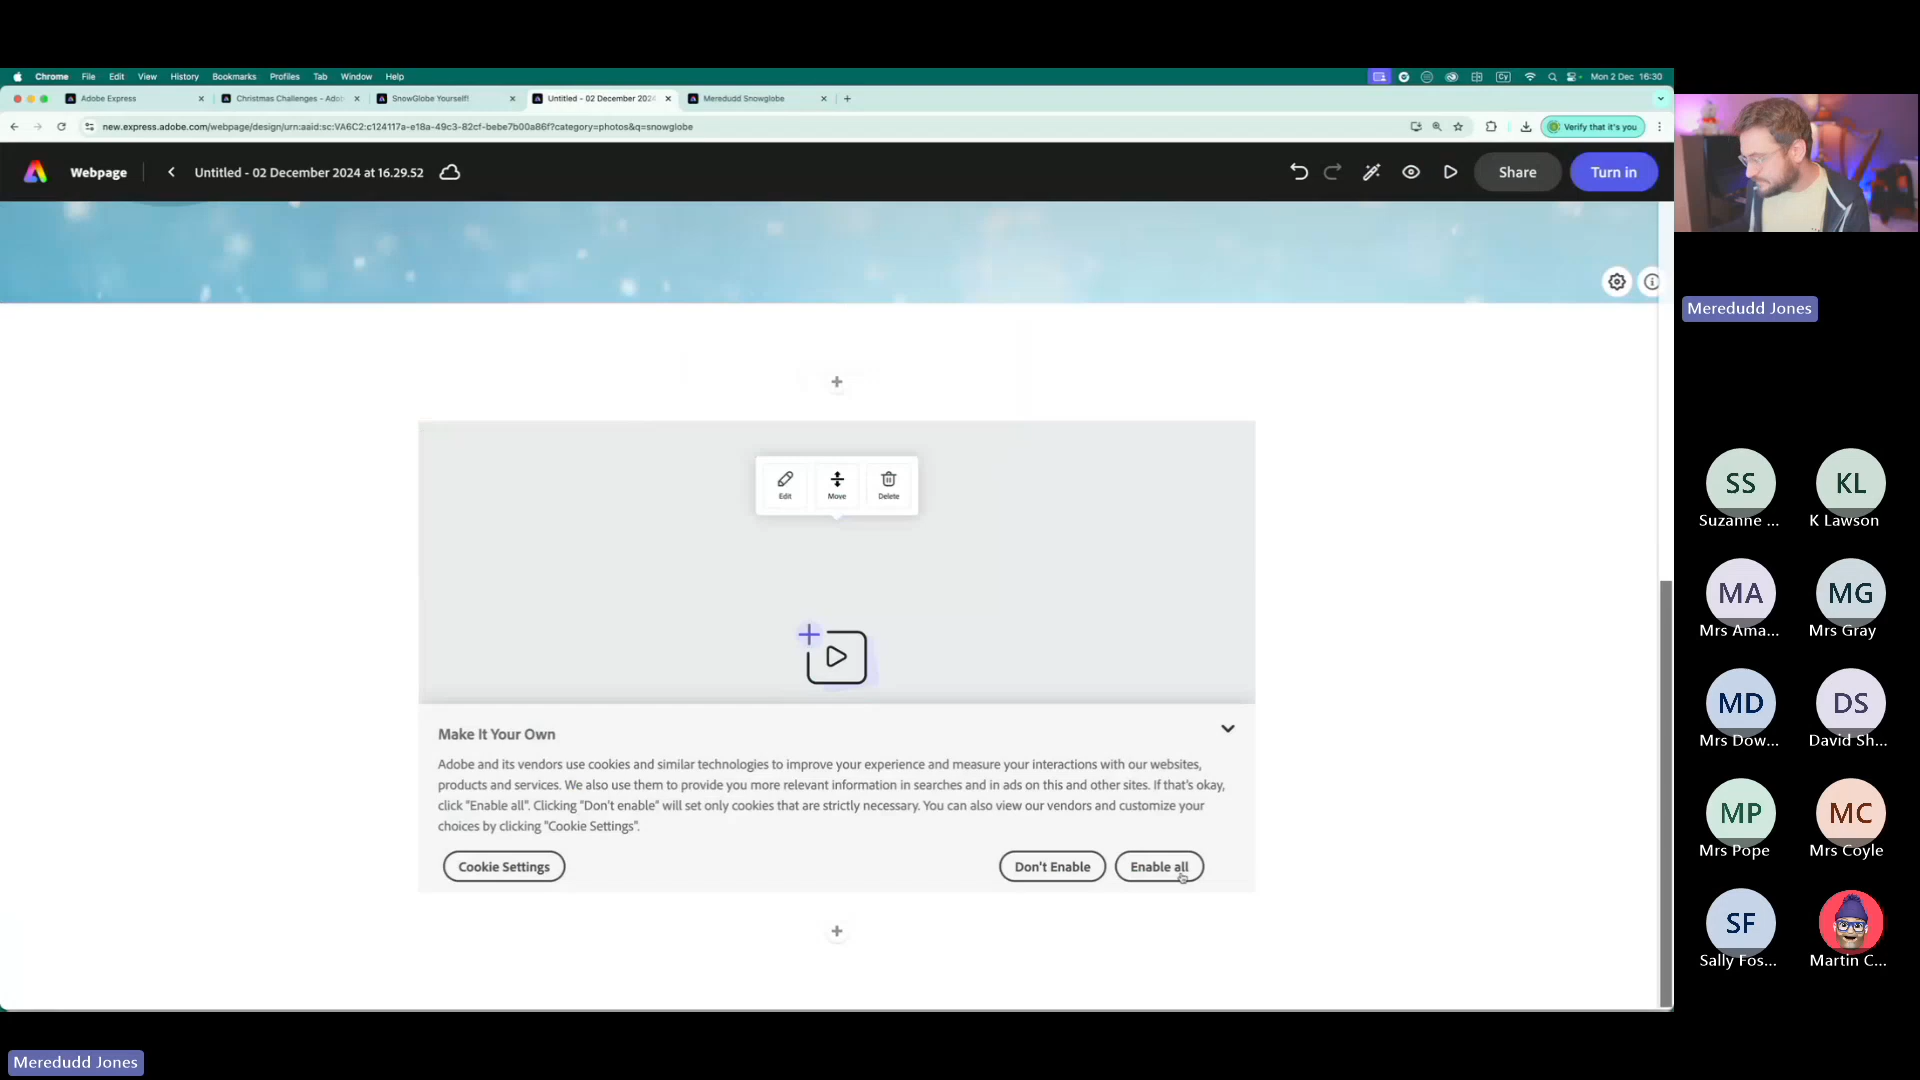 Chrome File Edit View History Bookmarks Profiles Tab Window Help
Cy
Mon 2 Dec 16:30
Adobe Express
Christmas Challenges - Adob
SnowGlobe Yourself!
Untitled - 02 December 2024
Meredudd Snowglobe
new.express.adobe.com/webpage/design/urn:aaid:sc:VA6C2:c124117a-e18a-49c3-82cf-bebe7b00a86f?category=photos&q=snowglobe
Verify that it's you
Webpage
Untitled - 02 December 2024 at 16.29.52
Share
Turn in
Edit
Move
Delete
Make It Your Own
Adobe and its vendors use cookies and similar technologies to improve your experience and measure your interactions with our websites,
products and services. We also use them to provide you more relevant information in searches and in ads on this and other sites. If that's okay,
click "Enable all". Clicking "Don't enable" will set only cookies that are strictly necessary. You can also view our vendors and customize your
choices by clicking "Cookie Settings".
Cookie Settings
Don't Enable
Enable all
Meredudd Jones
SS
KL
Suzanne ...
K Lawson
MA
MG
Mrs Ama...
Mrs Gray
MD
DS
Mrs Dow...
David Sh...
MP
MC
Mrs Pope
Mrs Coyle
SF
Sally Fos...
Martin C...
Meredudd Jones